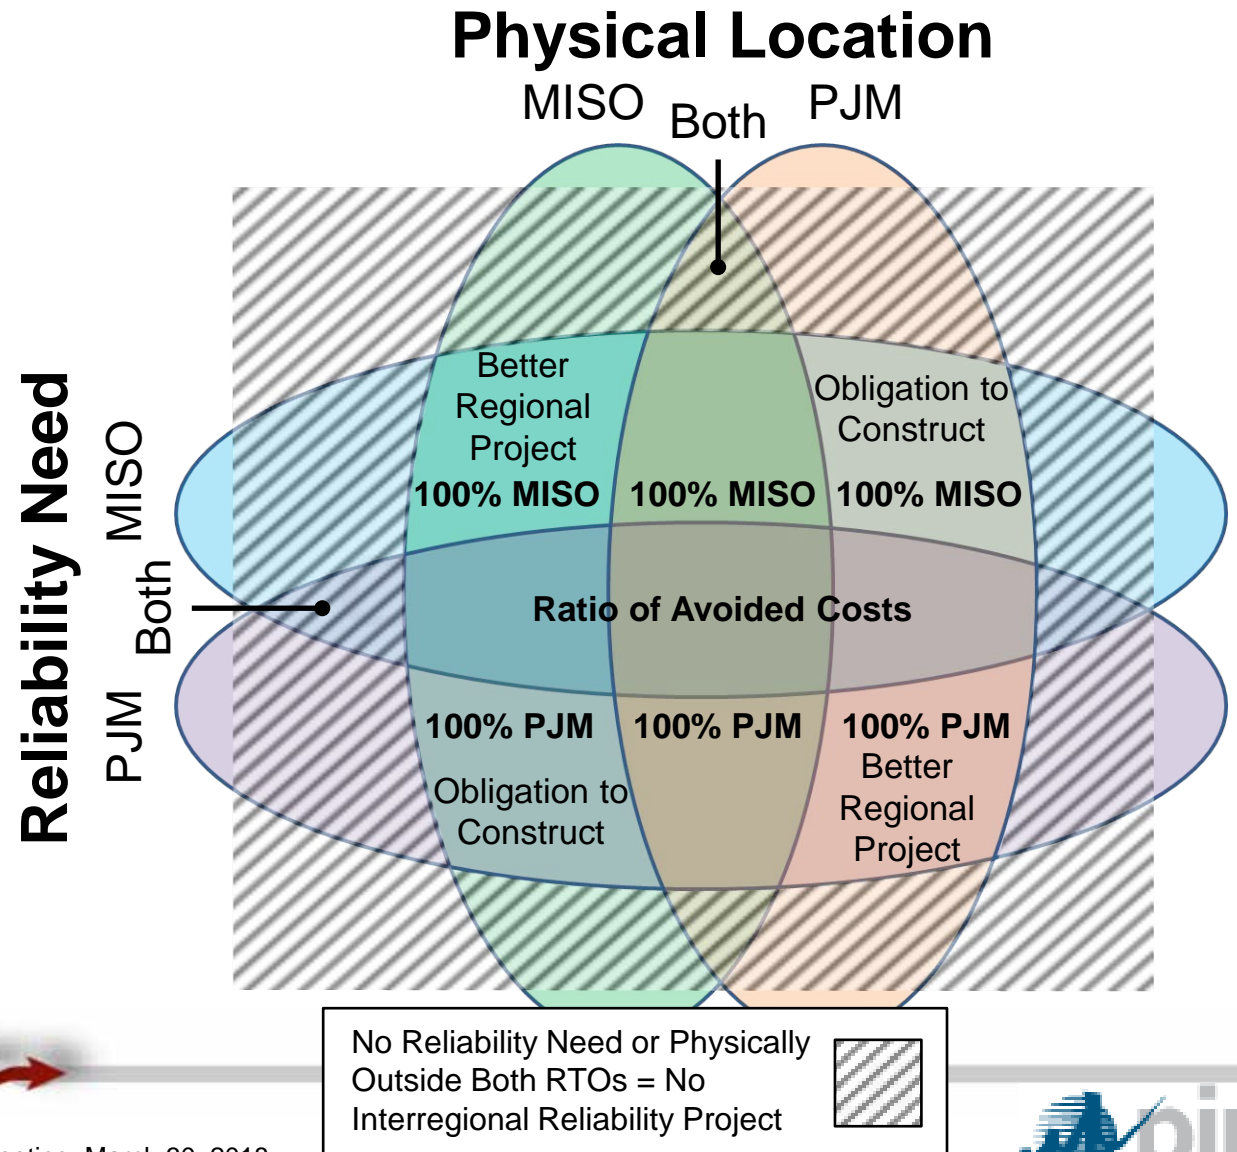 Physical Location
MISO
Both
PJM
Reliability Need
MISO
Both
PJM
Better
Regional
Project
100% MISO
100% MISO
Obligation to
Construct
100% MISO
Ratio of Avoided Costs
100% PJM
Obligation to
Construct
100% PJM
100% PJM
Better
Regional
Project
No Reliability Need or Physically
Outside Both RTOs = No
Interregional Reliability Project